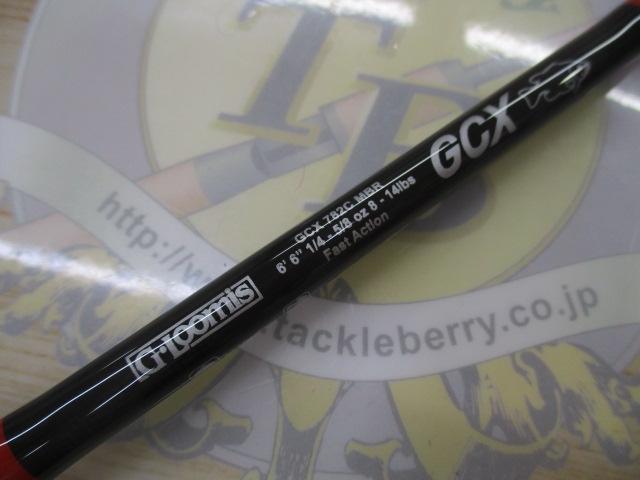 TB
GCX
GCX 782C MBR
6' 6" 1/4 - 5/8 oz 8 - 14lbs
Fast Action
G·Loomis
http://w
tackleberry.co.jp